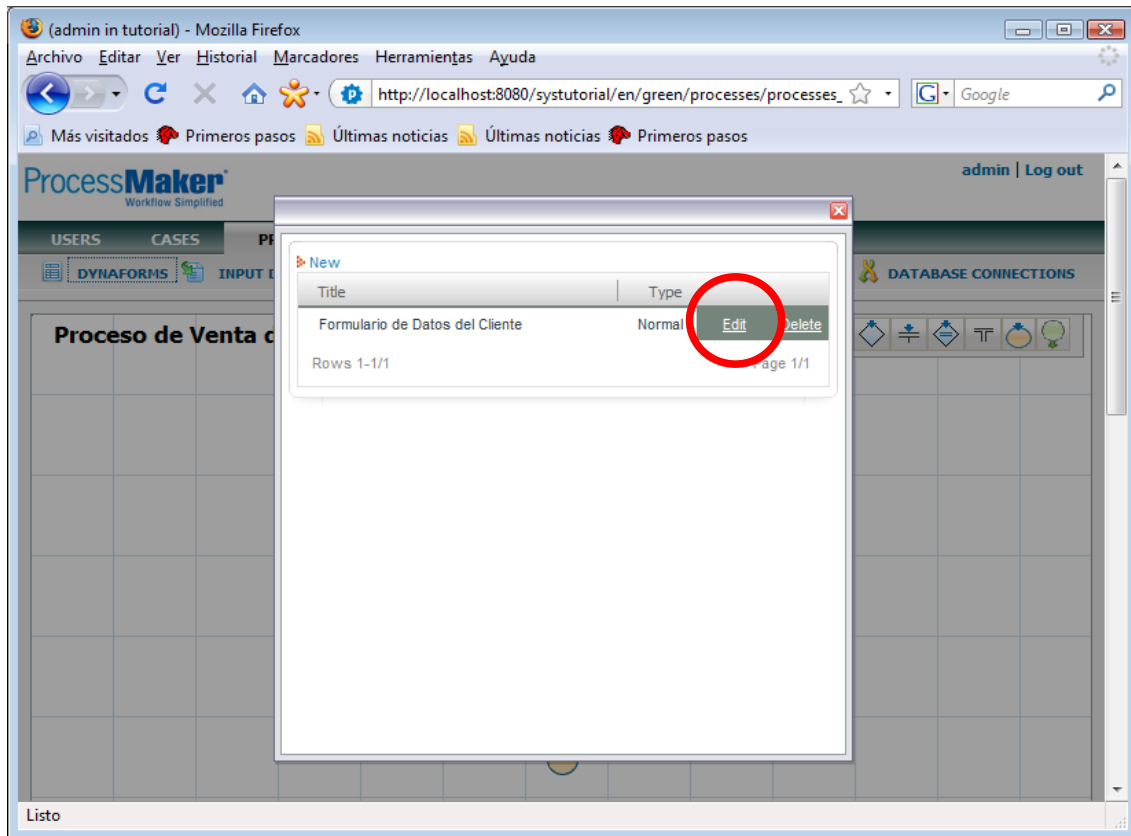 (admin in tutorial) - Mozilla Firefox
Archivo Editar Ver Historial Marcadores Herramientas Ayuda
http://localhost:8080/systutorial/en/green/processes/processes_
G Google
Más visitados Primeros pasos Últimas noticias Últimas noticias Primeros pasos
ProcessMaker
Workflow Simplified
admin | Log out
USERS CASES PR
DYNAFORMS INPUT D DATABASE CONNECTIONS
New
Title Type
Formulario de Datos del Cliente Normal Edit Delete
Rows 1-1/1 Page 1/1
Proceso de Venta d
Listo